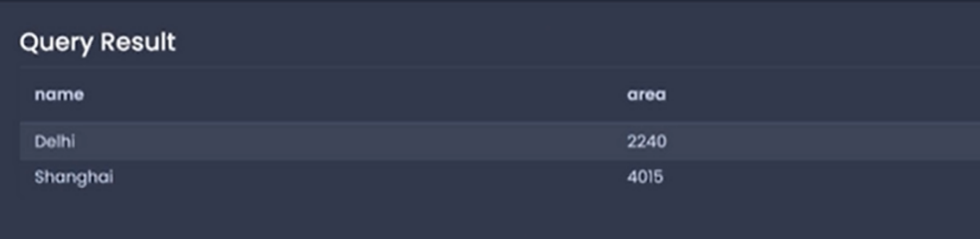 Query Result
name area
Delhi 2240
Shanghai 4015